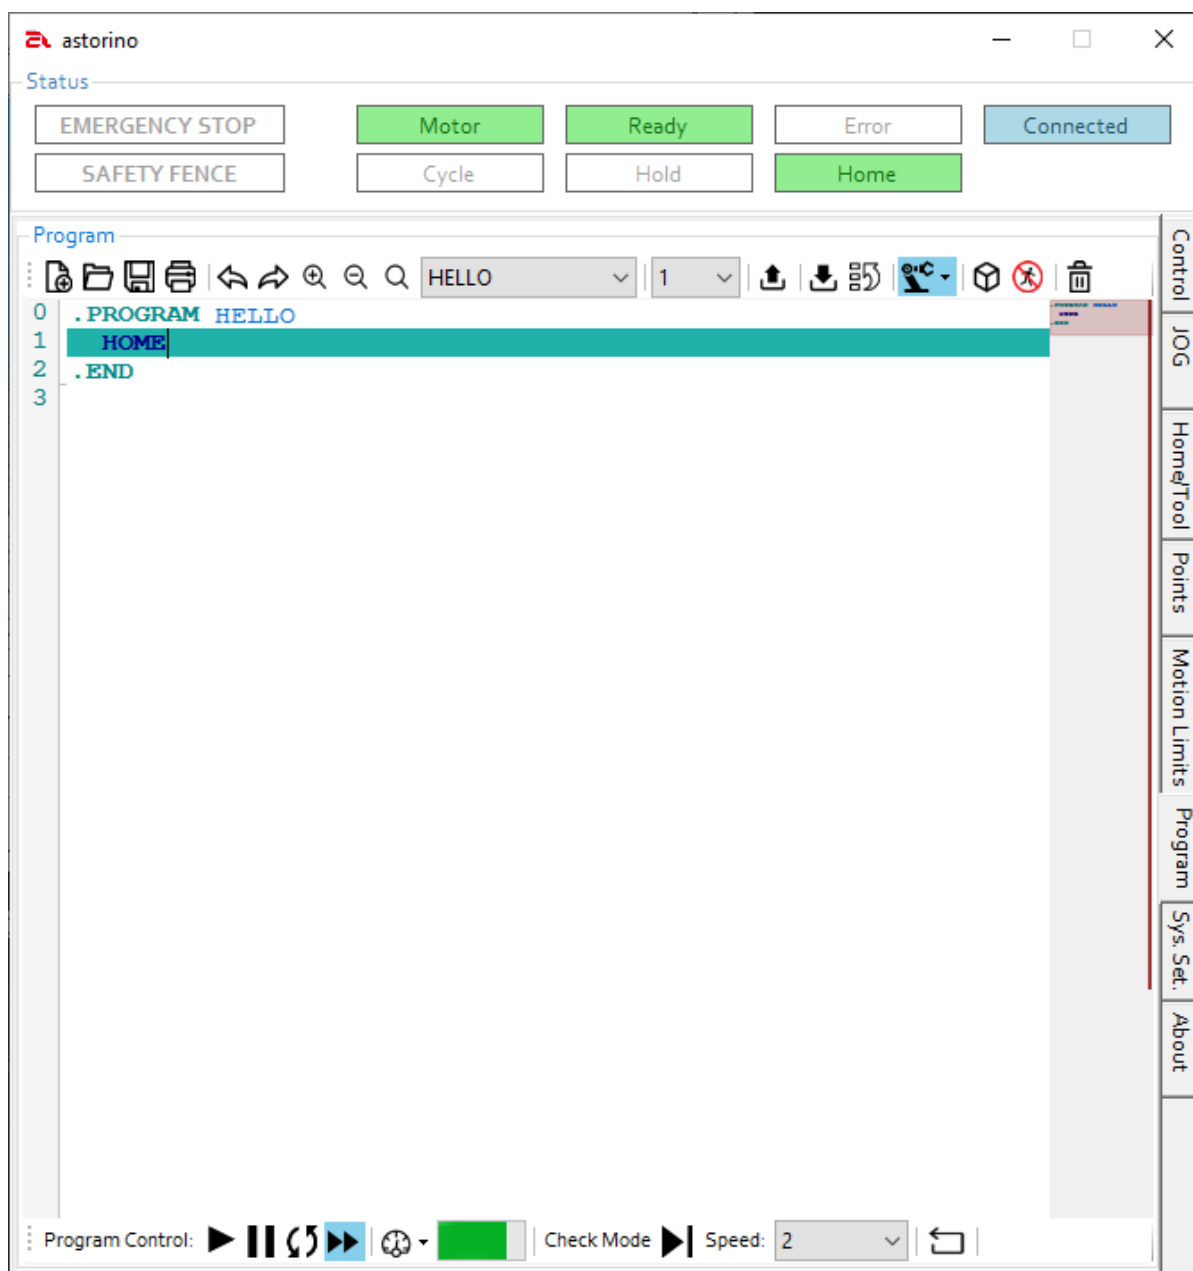 astorino
Status
EMERGENCY STOP Motor Ready Error Connected
SAFETY FENCE Cycle Hold Home
Program
HELLO 1
0 .PROGRAM HELLO
1 HOME
2 .END
3
Control
JOG
Home/Tool
Points
Motion Limits
Program
Sys. Set.
About
Program Control: Check Mode Speed: 2